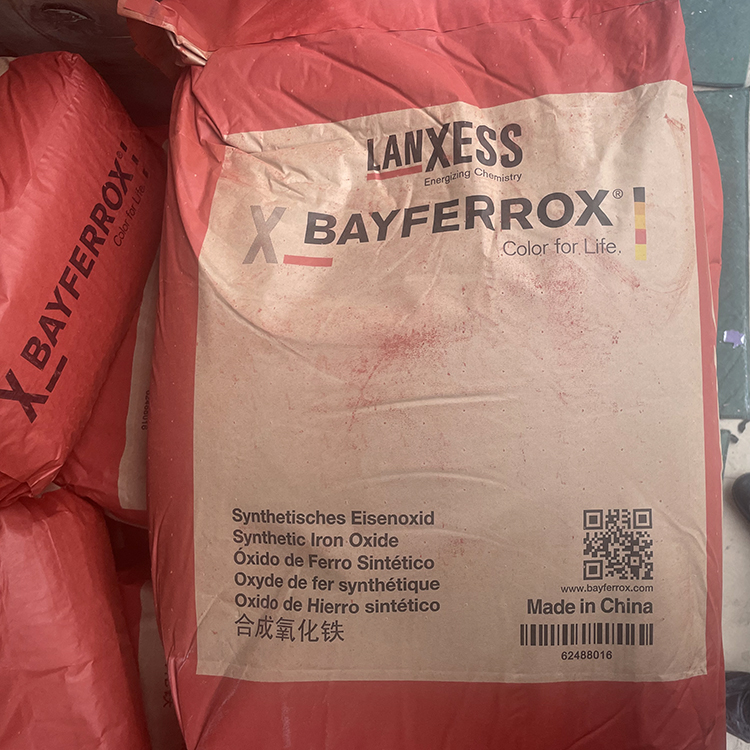 LANXESS
Energizing Chemistry
X_BAYFERROX®
Color for Life.
Synthetisches Eisenoxid
Synthetic Iron Oxide
Óxido de Ferro Sintético
Oxyde de fer synthétique
Oxido de Hierro sintético
合成氧化铁
www.bayferrox.com
Made in China
62488016
X_BAYFERROX®
Color for Life.